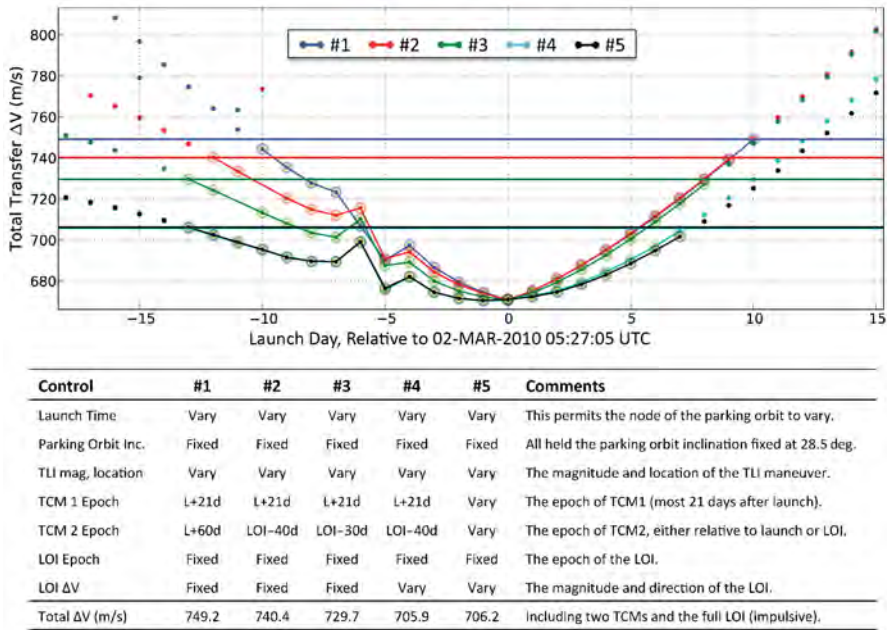 800
780
760
740
720
700
680
Total Transfer ΔV (m/s)
#1 #2 #3 #4 #5
−15 −10 −5 0 5 10 15
Launch Day, Relative to 02-MAR-2010 05:27:05 UTC
Control #1 #2 #3 #4 #5 Comments
Launch Time Vary Vary Vary Vary Vary This permits the node of the parking orbit to vary.
Parking Orbit Inc. Fixed Fixed Fixed Fixed Fixed All held the parking orbit inclination fixed at 28.5 deg.
TLI mag, location Vary Vary Vary Vary Vary The magnitude and location of the TLI maneuver.
TCM 1 Epoch L+21d L+21d L+21d L+21d Vary The epoch of TCM1 (most 21 days after launch).
TCM 2 Epoch L+60d LOI−40d LOI−30d LOI−40d Vary The epoch of TCM2, either relative to launch or LOI.
LOI Epoch Fixed Fixed Fixed Fixed Fixed The epoch of the LOI.
LOI ΔV Fixed Fixed Fixed Vary Vary The magnitude and direction of the LOI.
Total ΔV (m/s) 749.2 740.4 729.7 705.9 706.2 Including two TCMs and the full LOI (impulsive).